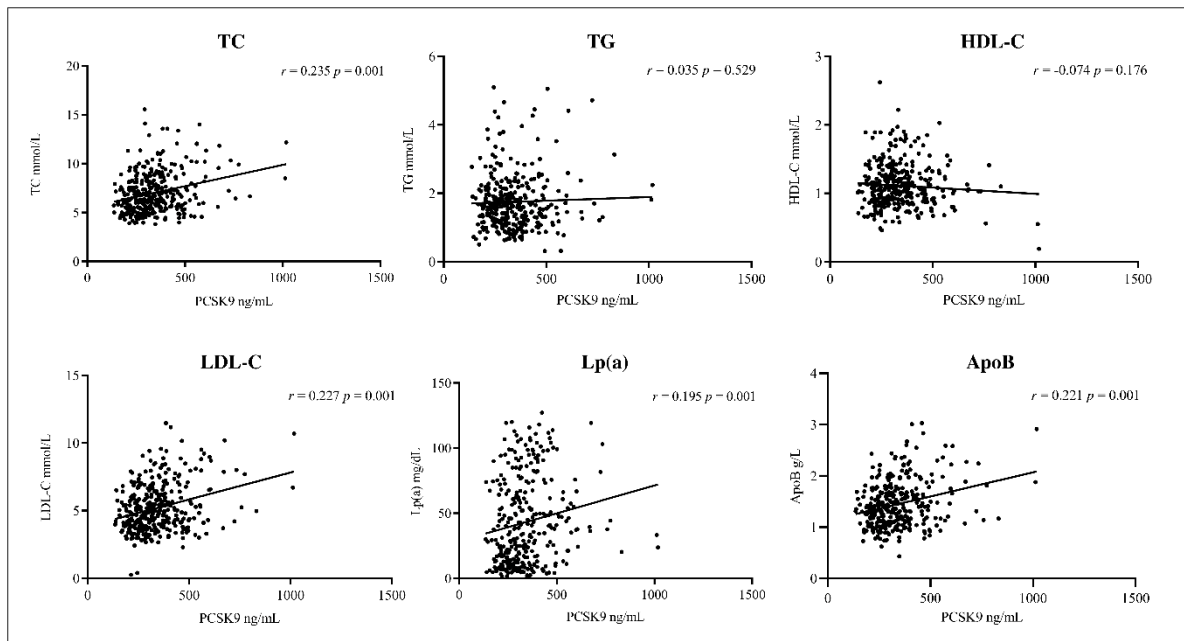 TC
r = 0.235 p = 0.001
20
15
10
5
0
TC mmol/L
0 500 1000 1500
PCSK9 ng/mL
TG
r = 0.035 p = 0.529
6
4
2
0
TG mmol/L
0 500 1000 1500
PCSK9 ng/mL
HDL-C
r = -0.074 p = 0.176
3
2
1
0
HDL-C mmol/L
0 500 1000 1500
PCSK9 ng/mL
LDL-C
r = 0.227 p = 0.001
15
10
5
0
LDL-C mmol/L
0 500 1000 1500
PCSK9 ng/mL
Lp(a)
r = 0.195 p = 0.001
150
100
50
0
Lp(a) mg/dL
0 500 1000 1500
PCSK9 ng/mL
ApoB
r = 0.221 p = 0.001
4
3
2
1
0
ApoB g/L
0 500 1000 1500
PCSK9 ng/mL